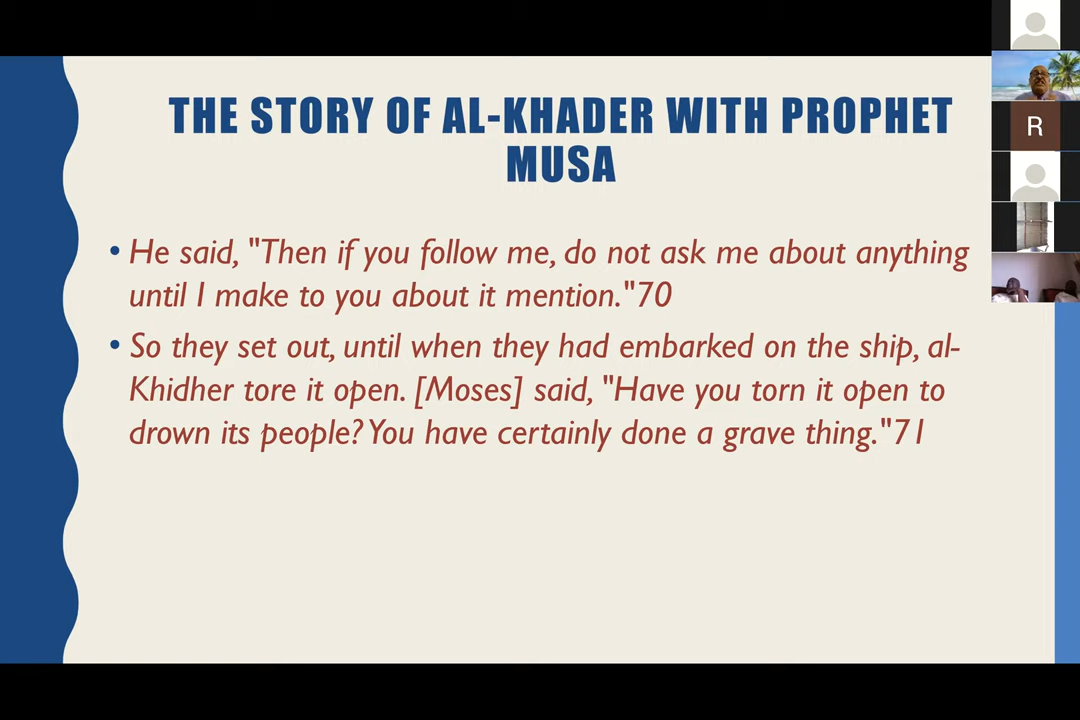 THE STORY OF AL-KHADER WITH PROPHET
MUSA
• He said, "Then if you follow me, do not ask me about anything
until I make to you about it mention."70
• So they set out, until when they had embarked on the ship, al-
Khidher tore it open. [Moses] said, "Have you torn it open to
drown its people? You have certainly done a grave thing."71
R